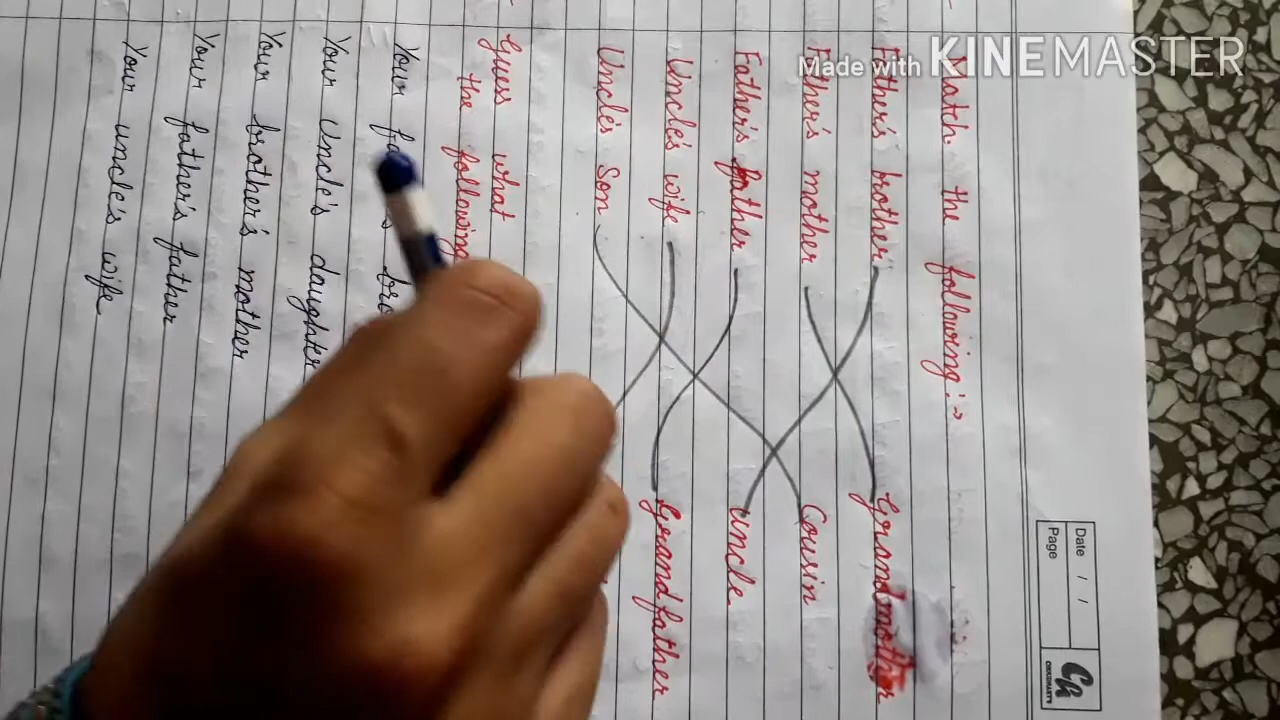 Made with KINEMASTER
Date / /
Page
Match the following :→
Father's brother Grandmother
Father's mother Cousin
Father's father Uncle
Uncle's wife Grandfather
Uncle's Son
Guess what
the following
Your
Your uncle's daughter
Your brother's mother
Your father's father
Your uncle's wife